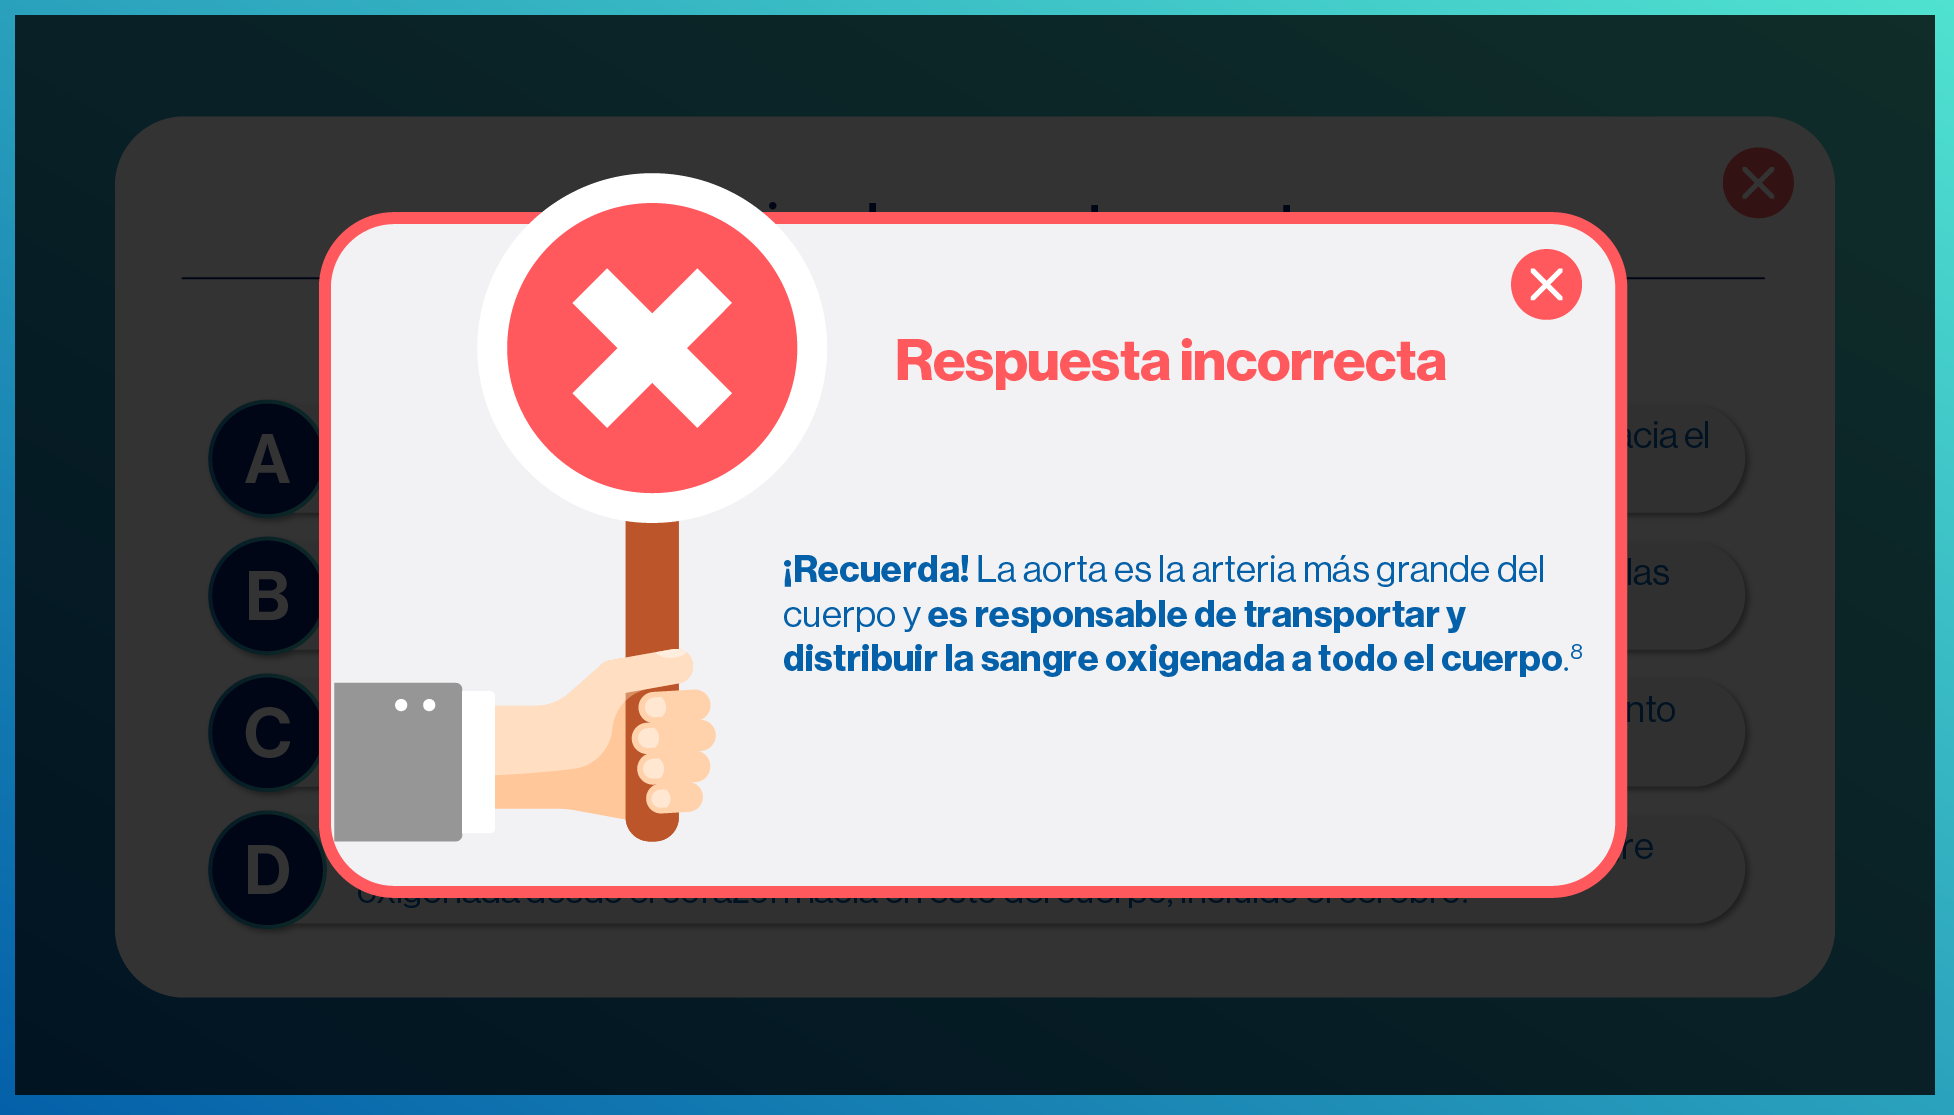 Respuesta incorrecta
acia el
A
¡Recuerda! La aorta es la arteria más grande del
cuerpo y es responsable de transportar y
distribuir la sangre oxigenada a todo el cuerpo.⁸
B
las
C
nto
D
re